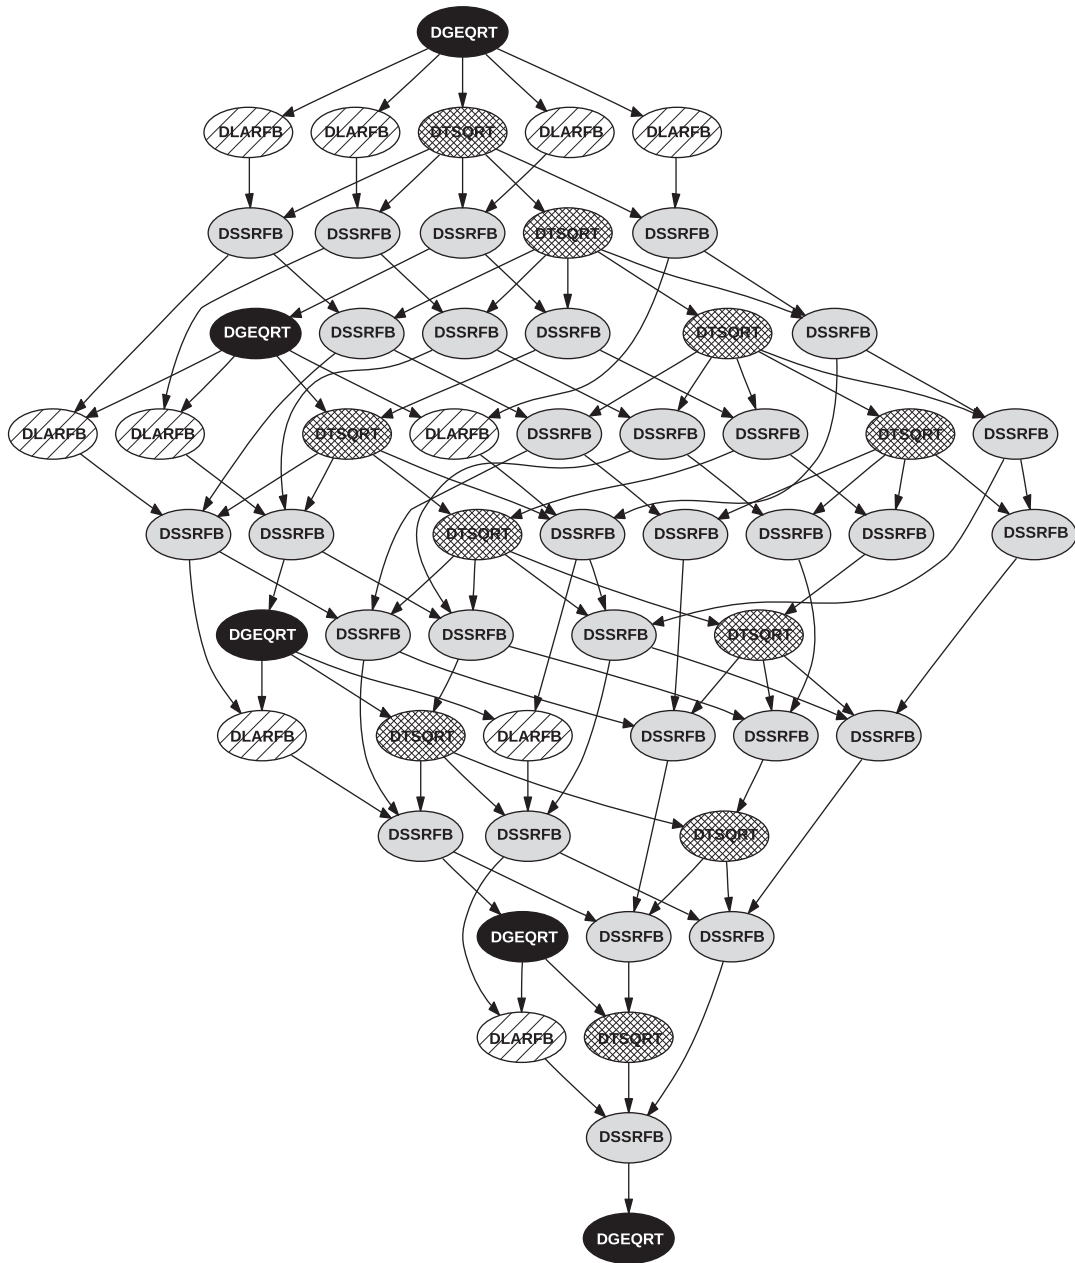 DGEQRT
DLARFB DLARFB DTSQRT DLARFB DLARFB
DSSRFB DSSRFB DSSRFB DTSQRT DSSRFB
DGEQRT DSSRFB DSSRFB DSSRFB DTSQRT DSSRFB
DLARFB DLARFB DTSQRT DLARFB DSSRFB DSSRFB DSSRFB DTSQRT DSSRFB
DSSRFB DSSRFB DTSQRT DSSRFB DSSRFB DSSRFB DSSRFB DSSRFB
DGEQRT DSSRFB DSSRFB DSSRFB DTSQRT
DLARFB DTSQRT DLARFB DSSRFB DSSRFB DSSRFB
DSSRFB DSSRFB DTSQRT
DGEQRT DSSRFB DSSRFB
DLARFB DTSQRT
DSSRFB
DGEQRT